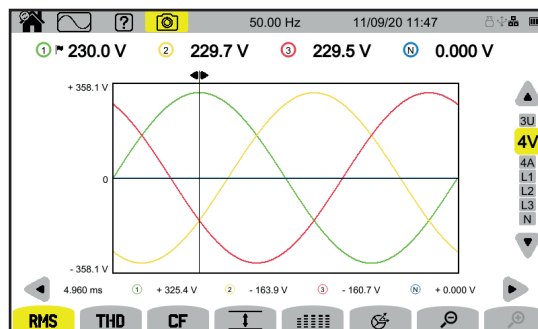 ? 50.00 Hz 11/09/20 11:47
1 230.0 V 2 229.7 V 3 229.5 V N 0.000 V
+ 358.1 V
0
- 358.1 V
3U
4V
4A
L1
L2
L3
N
4.960 ms 1 + 325.4 V 2 - 163.9 V 3 - 160.7 V N + 0.000 V
RMS THD CF